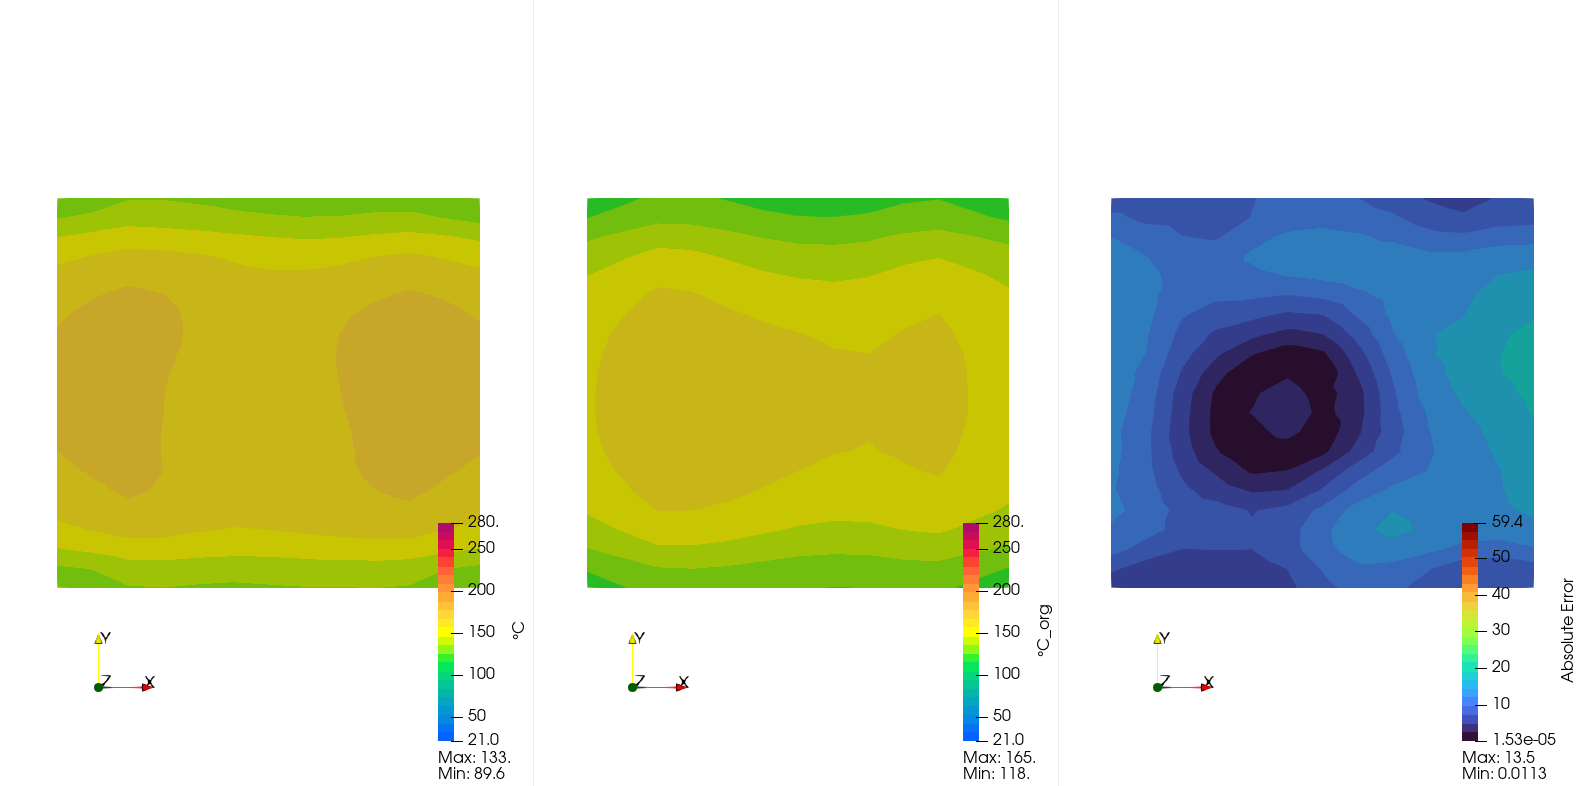 280.
250
200
150
100
50
21.0
°C
Max: 133.
Min: 89.6
Y
Z
X
280.
250
200
150
100
50
21.0
°C_org
Max: 165.
Min: 118.
Y
Z
X
59.4
50
40
30
20
10
1.53e-05
Absolute Error
Max: 13.5
Min: 0.0113
Y
Z
X